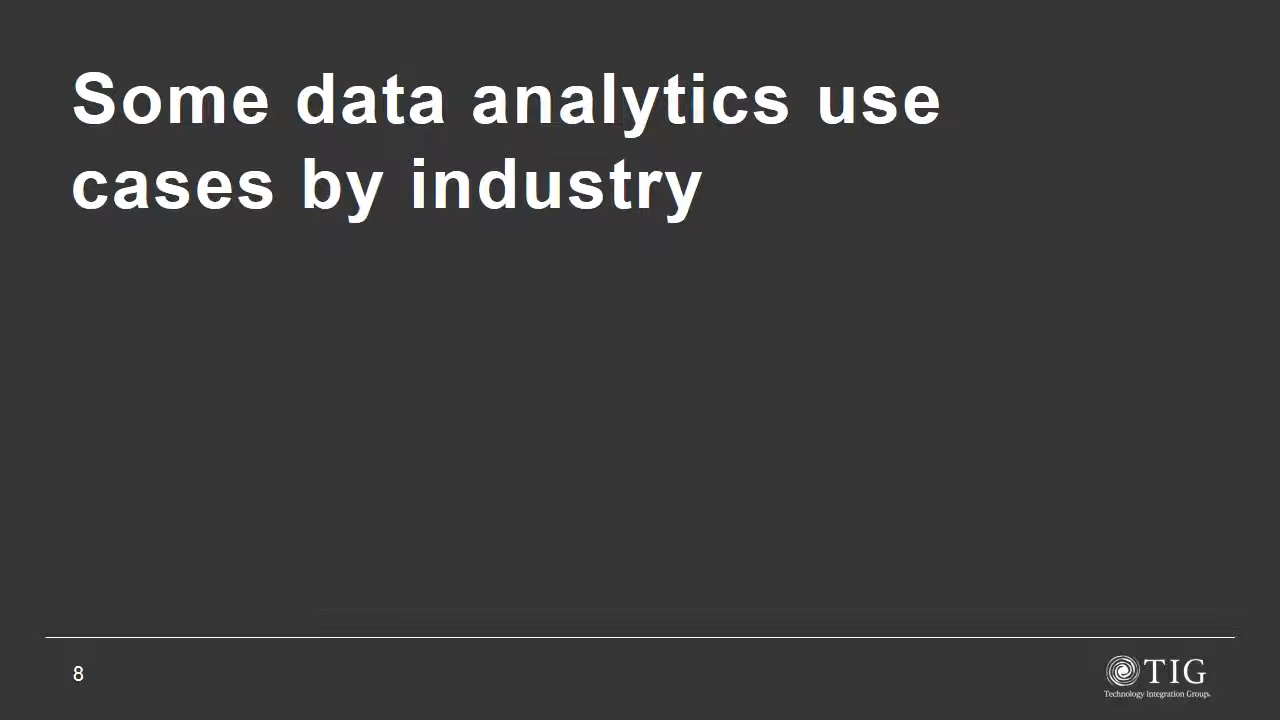 Some data analytics use
cases by industry
8
TIG
Technology Integration Group.